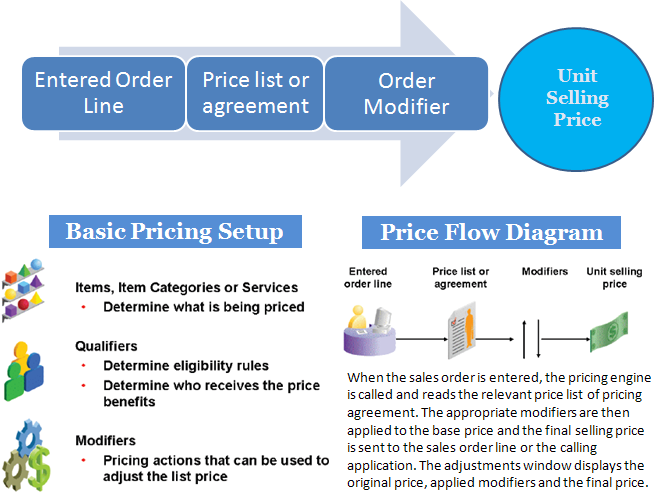 Entered Order
Line
Price list or
agreement
Order
Modifier
Unit
Selling
Price
Basic Pricing Setup
Items, Item Categories or Services
• Determine what is being priced
Qualifiers
• Determine eligibility rules
• Determine who receives the price
benefits
Modifiers
• Pricing actions that can be used to
adjust the list price
Price Flow Diagram
Entered
order line
Price list or
agreement
Modifiers
Unit selling
price
When the sales order is entered, the pricing engine
is called and reads the relevant price list of pricing
agreement. The appropriate modifiers are then
applied to the base price and the final selling price
is sent to the sales order line or the calling
application. The adjustments window displays the
original price, applied modifiers and the final price.